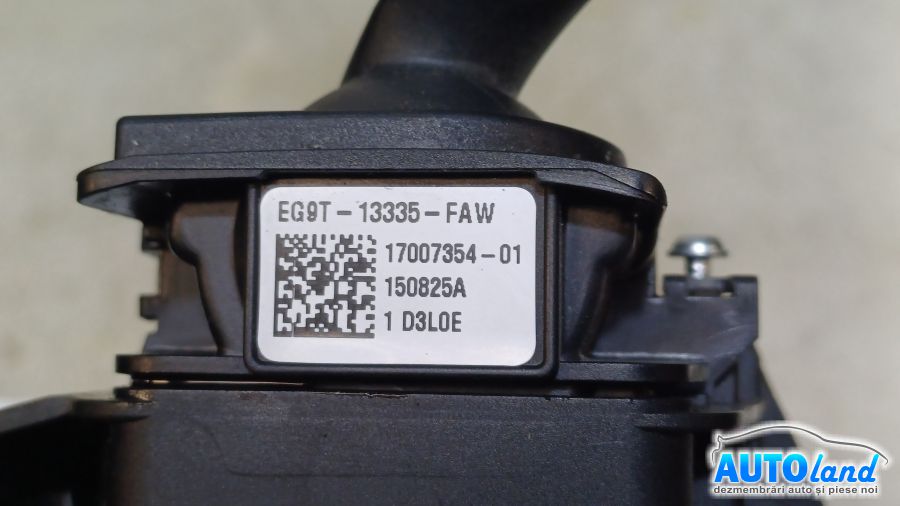 EG9T-13335-FAW
17007354-01
150825A
1 D3L0E
AUTOland
dezmembrări auto și piese noi